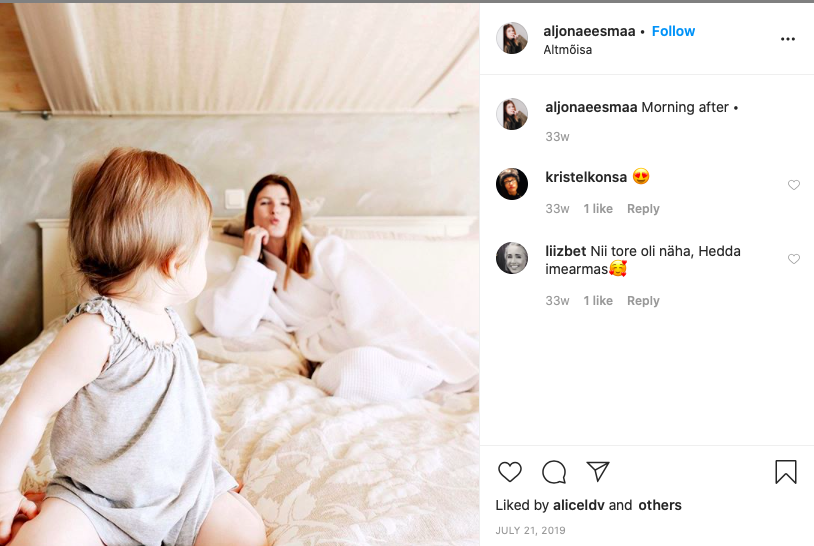 aljonaeesmaa • Follow
Altmõisa
aljonaeesmaa Morning after •
33w
kristelkonsa 😍
33w 1 like Reply
liizbet Nii tore oli näha, Hedda
imearmas🥰
33w 1 like Reply
Liked by aliceldv and others
JULY 21, 2019